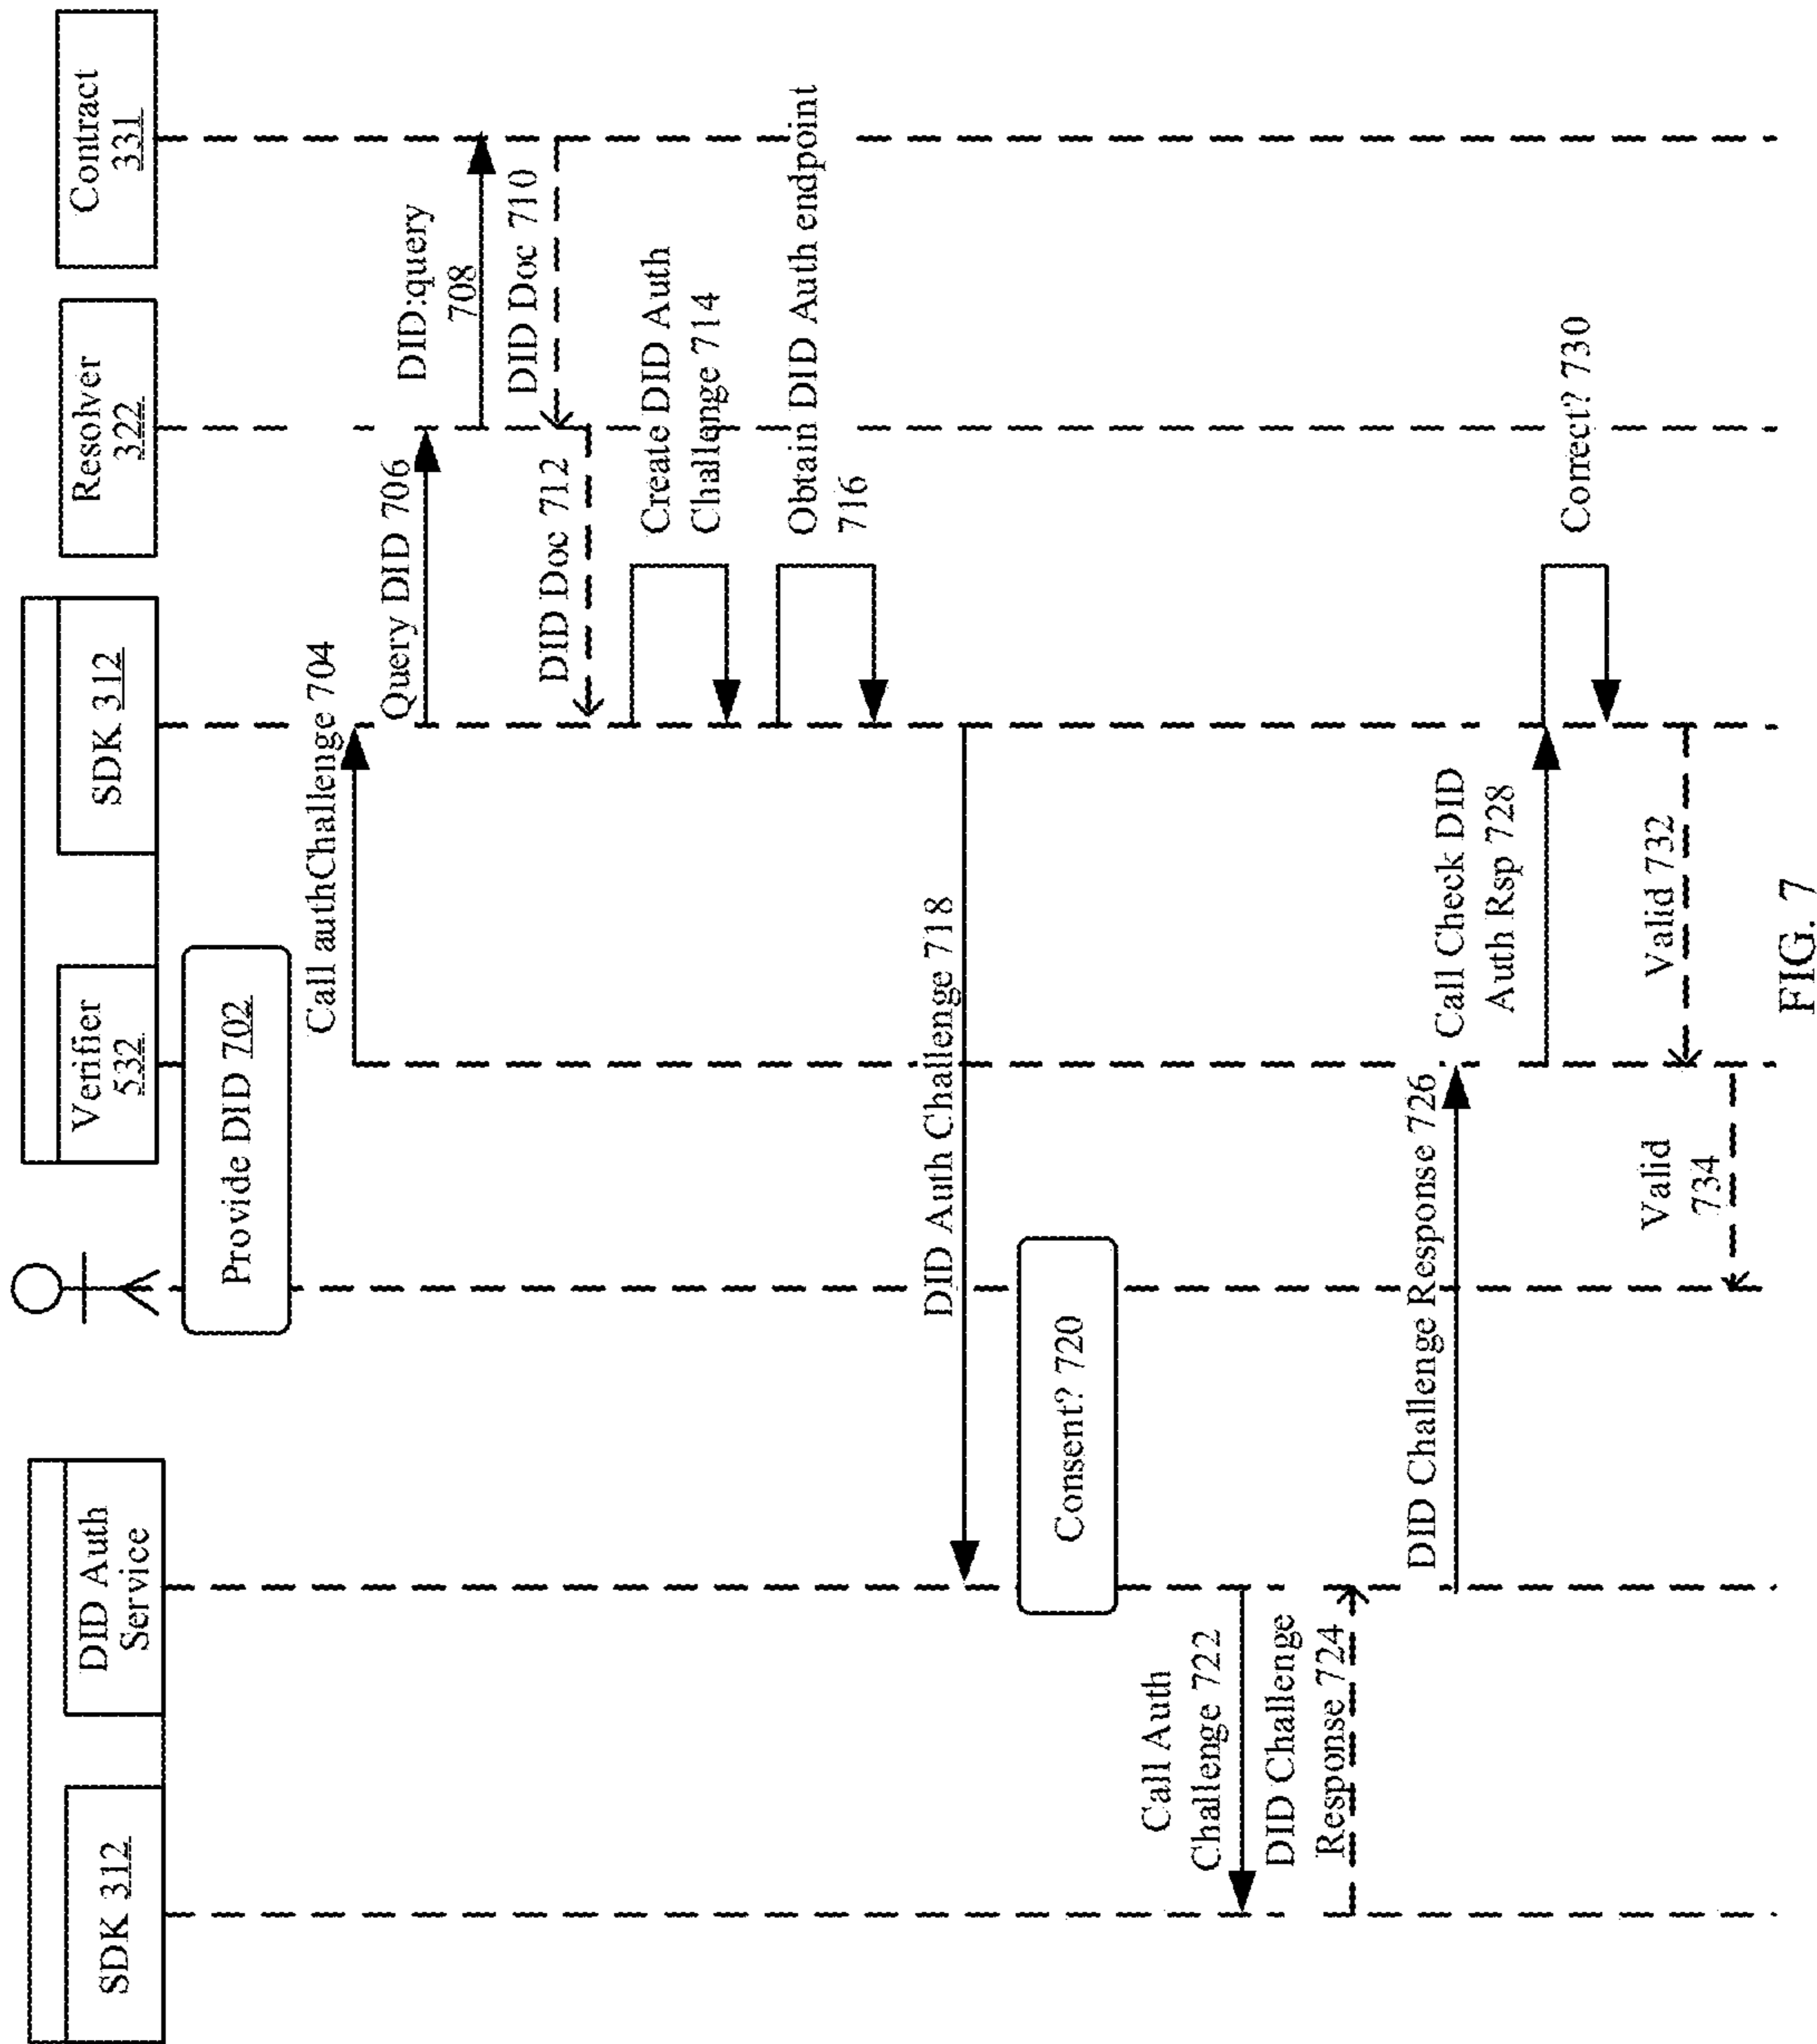 SDK 312
DID Auth
Service
Verifier
532
SDK 312
Resolver
322
Contract
331
Provide DID 702
Call authChallenge 704
Query DID 706
DID:query
708
DID Doc 710
DID Doc 712
Create DID Auth
Challenge 714
Obtain DID Auth endpoint
716
DID Auth Challenge 718
Consent? 720
Call Auth
Challenge 722
DID Challenge
Response 724
DID Challenge Response 726
Call Check DID
Auth Rsp 728
Correct? 730
Valid 732
Valid
734
FIG. 7